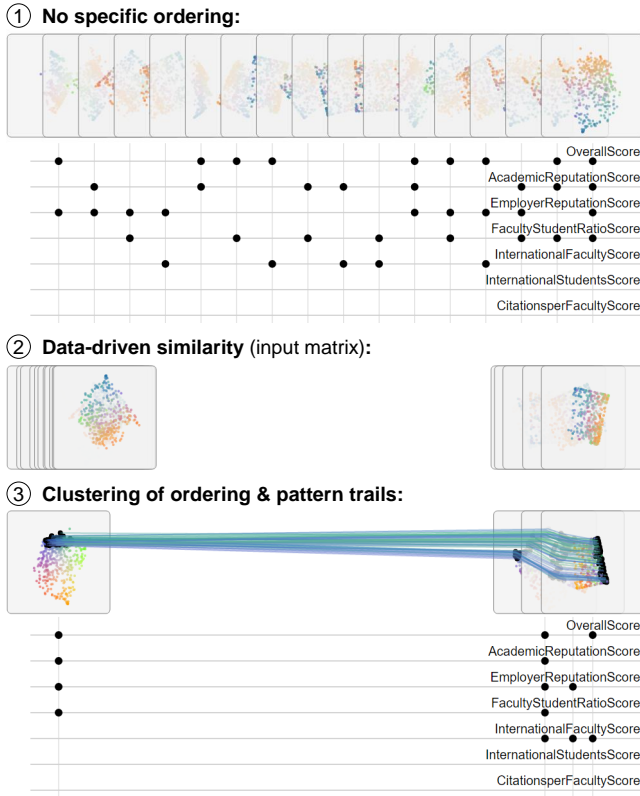 ① No specific ordering:
OverallScore
AcademicReputationScore
EmployerReputationScore
FacultyStudentRatioScore
InternationalFacultyScore
InternationalStudentsScore
CitationsperFacultyScore
② Data-driven similarity (input matrix):
③ Clustering of ordering & pattern trails:
OverallScore
AcademicReputationScore
EmployerReputationScore
FacultyStudentRatioScore
InternationalFacultyScore
InternationalStudentsScore
CitationsperFacultyScore